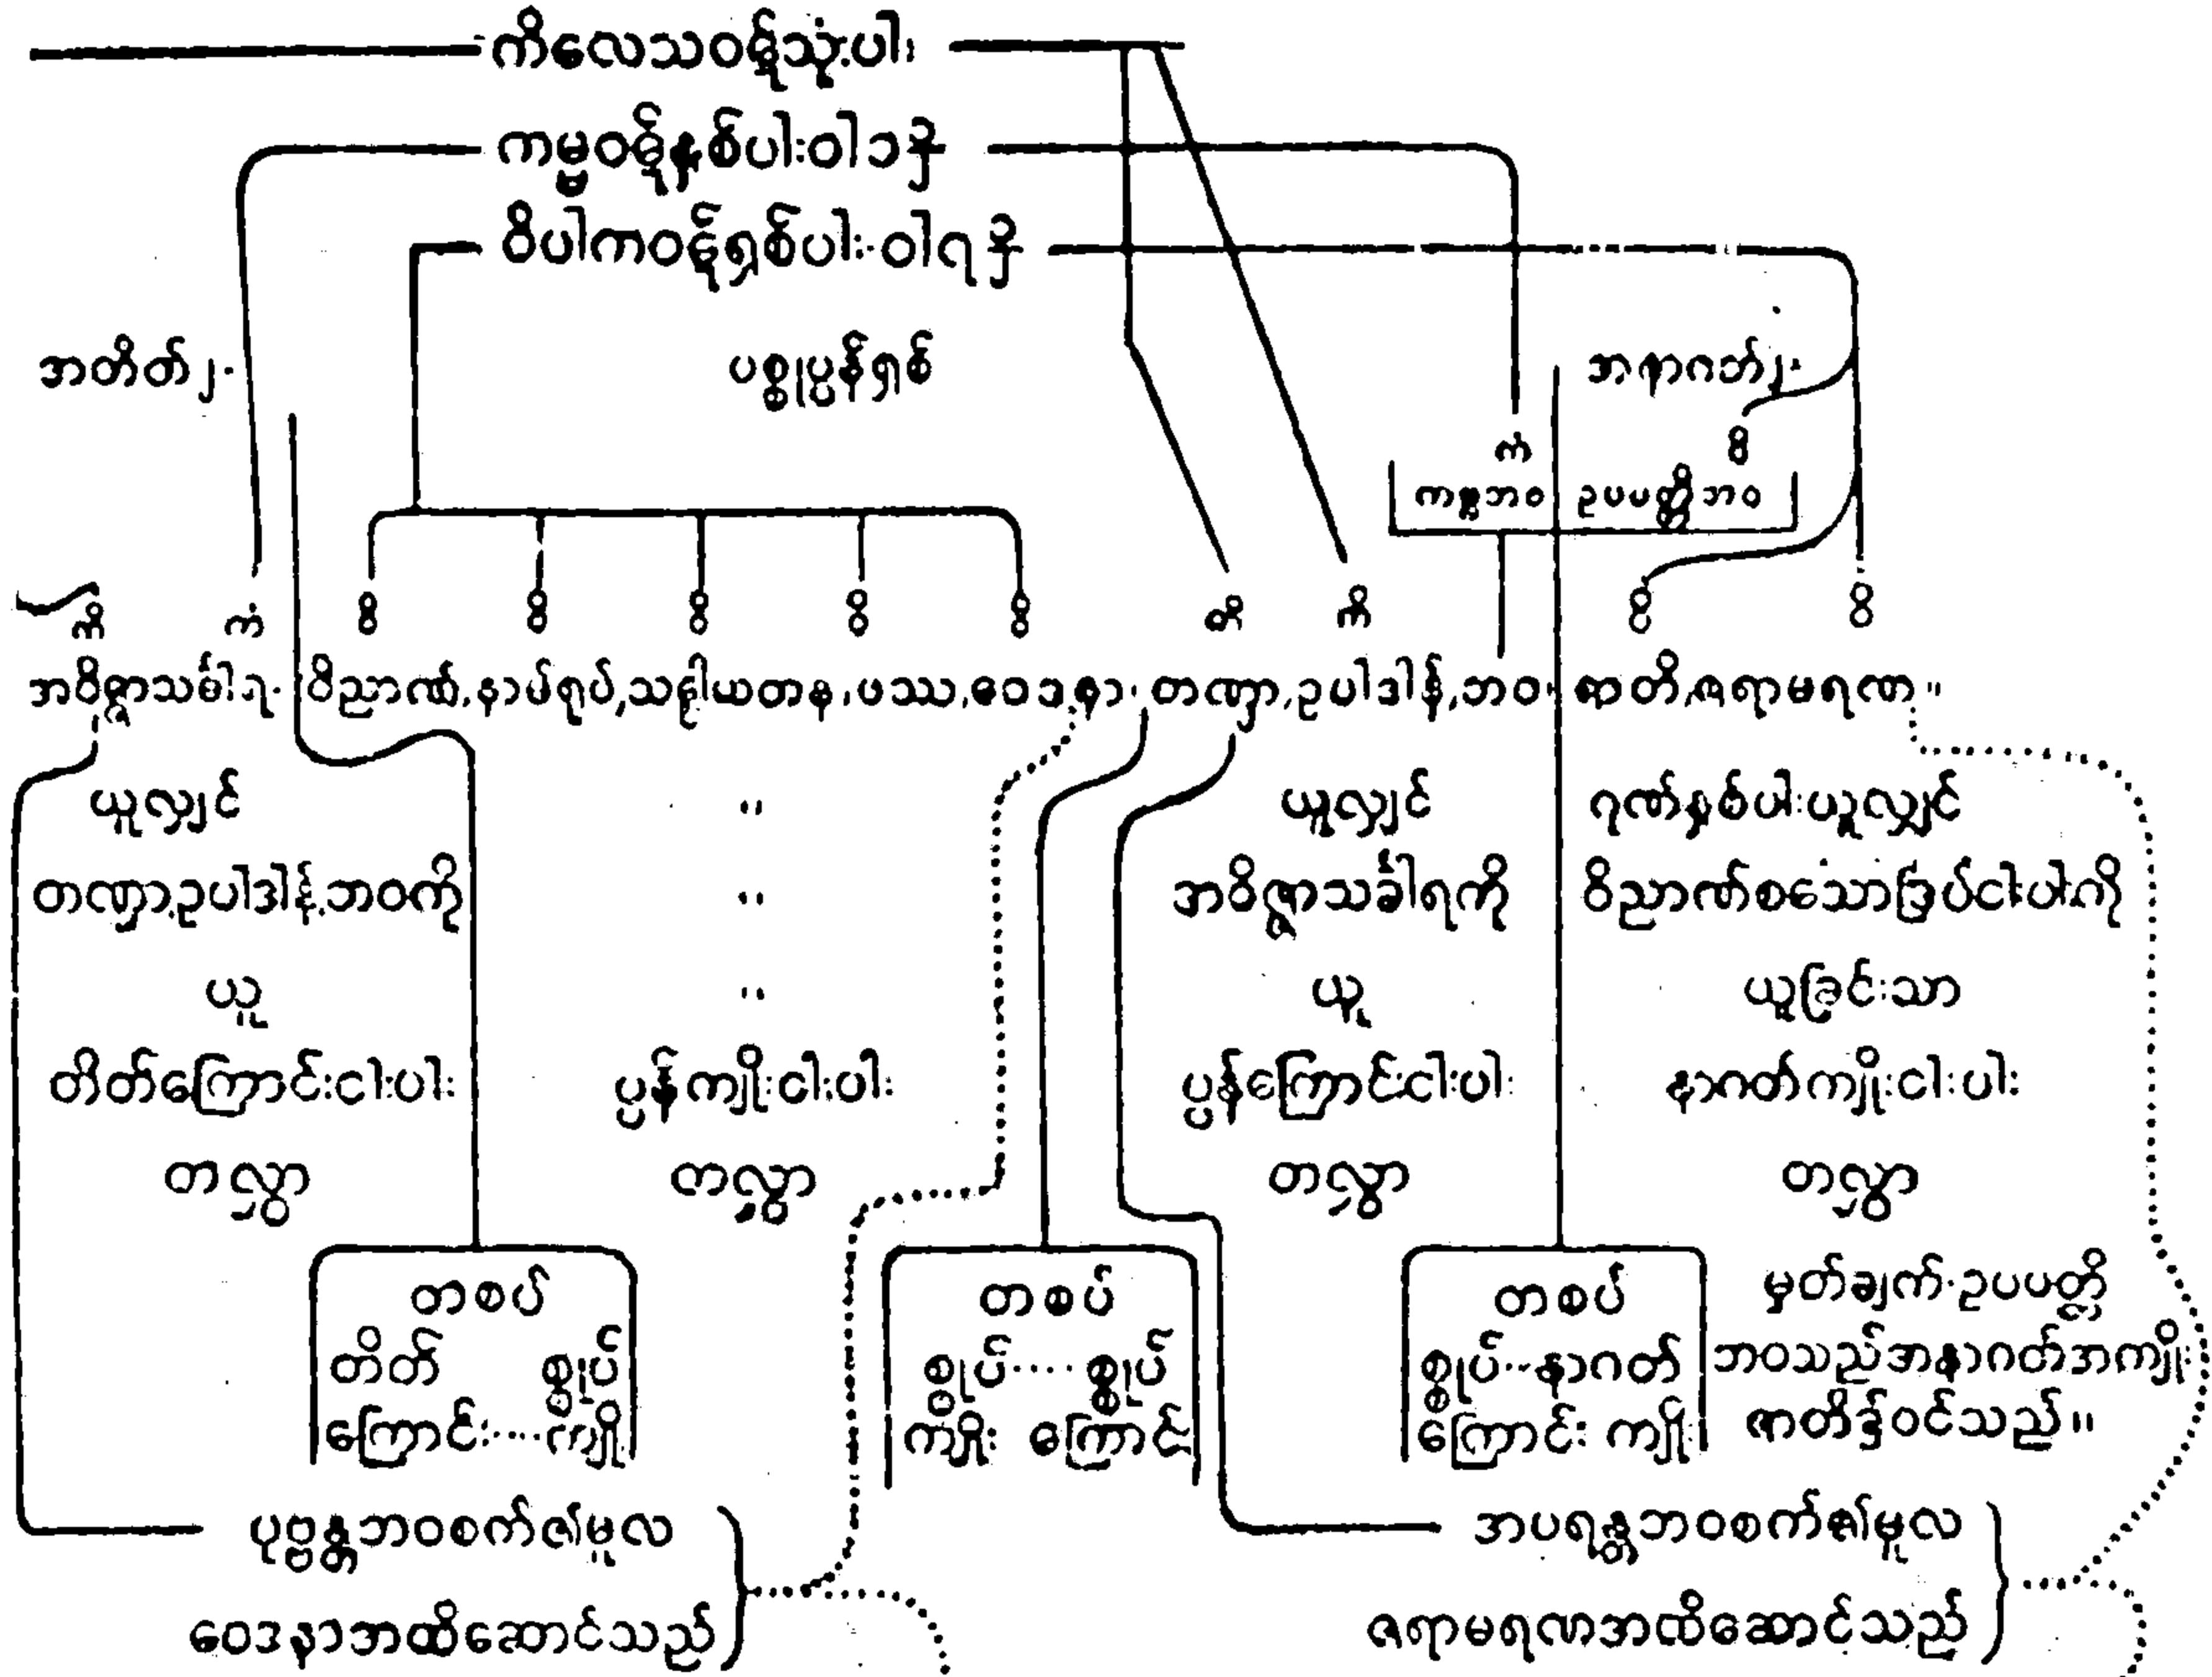 ကိလေသဝဋ်သုံးပါး
ကမ္မဝဋ်နှစ်ပါးဝါ၁ဋ္ဌ
ဝိပါကဝဋ်ရှစ်ပါးဝါ၇ဋ္ဌ
အတိတ်၂. ပစ္စုပ္ပန်ရှစ် အနာဂတ်၂.
ကံ ဝိ
ကမ္မဘဝ ဥပပတ္တိဘဝ
ကိ ကံ ဝိ ဝိ ဝိ ဝိ ဝိ ကိ ကိ ဝိ ဝိ
အဝိဇ္ဇာသင်္ခါရ. ဝိညာဏ်,နာမ်ရုပ်,သဠါယတန,ဖဿ,ဝေဒနာ, တဏှာ,ဥပါဒါန်,ဘဝ, ဇာတိ,ဇရာမရဏ။
ယူလျှင် " ယူလျှင် ၎င်းနှစ်ပါးယူလျှင်
တဏှာ,ဥပါဒါန်,ဘဝကို " အဝိဇ္ဇာသင်္ခါရကို ဝိညာဏ်စသောဒြပ်ငါးပါးကို
ယူ " ယူ ယူခြင်းသာ
တိတ်ကြောင်းငါးပါး ပ္ပန်ကျိုးငါးပါး ပ္ပန်ကြောင်းငါးပါး နာဂတ်ကျိုးငါးပါး
တလွှာ တလွှာ တလွှာ တလွှာ
တစပ် တစပ် တစပ် မှတ်ချက်.ဥပပတ္တိ
တိတ် စ္စုပ် စ္စုပ်....စ္စုပ် စ္စုပ်...နာဂတ် ဘဝသည်အနာဂတ်အကျိုး
ကြောင်း....ကျိုး ကျိုး ကြောင်း ကြောင်း ကျိုး ဇာတိ၌ဝင်သည်။
ပုဗ္ဗန္တဘဝစက်၏မူလ အပရန္တဘဝစက်၏မူလ
ဝေဒနာအထိဆောင်သည် ဇရာမရဏအထိဆောင်သည်